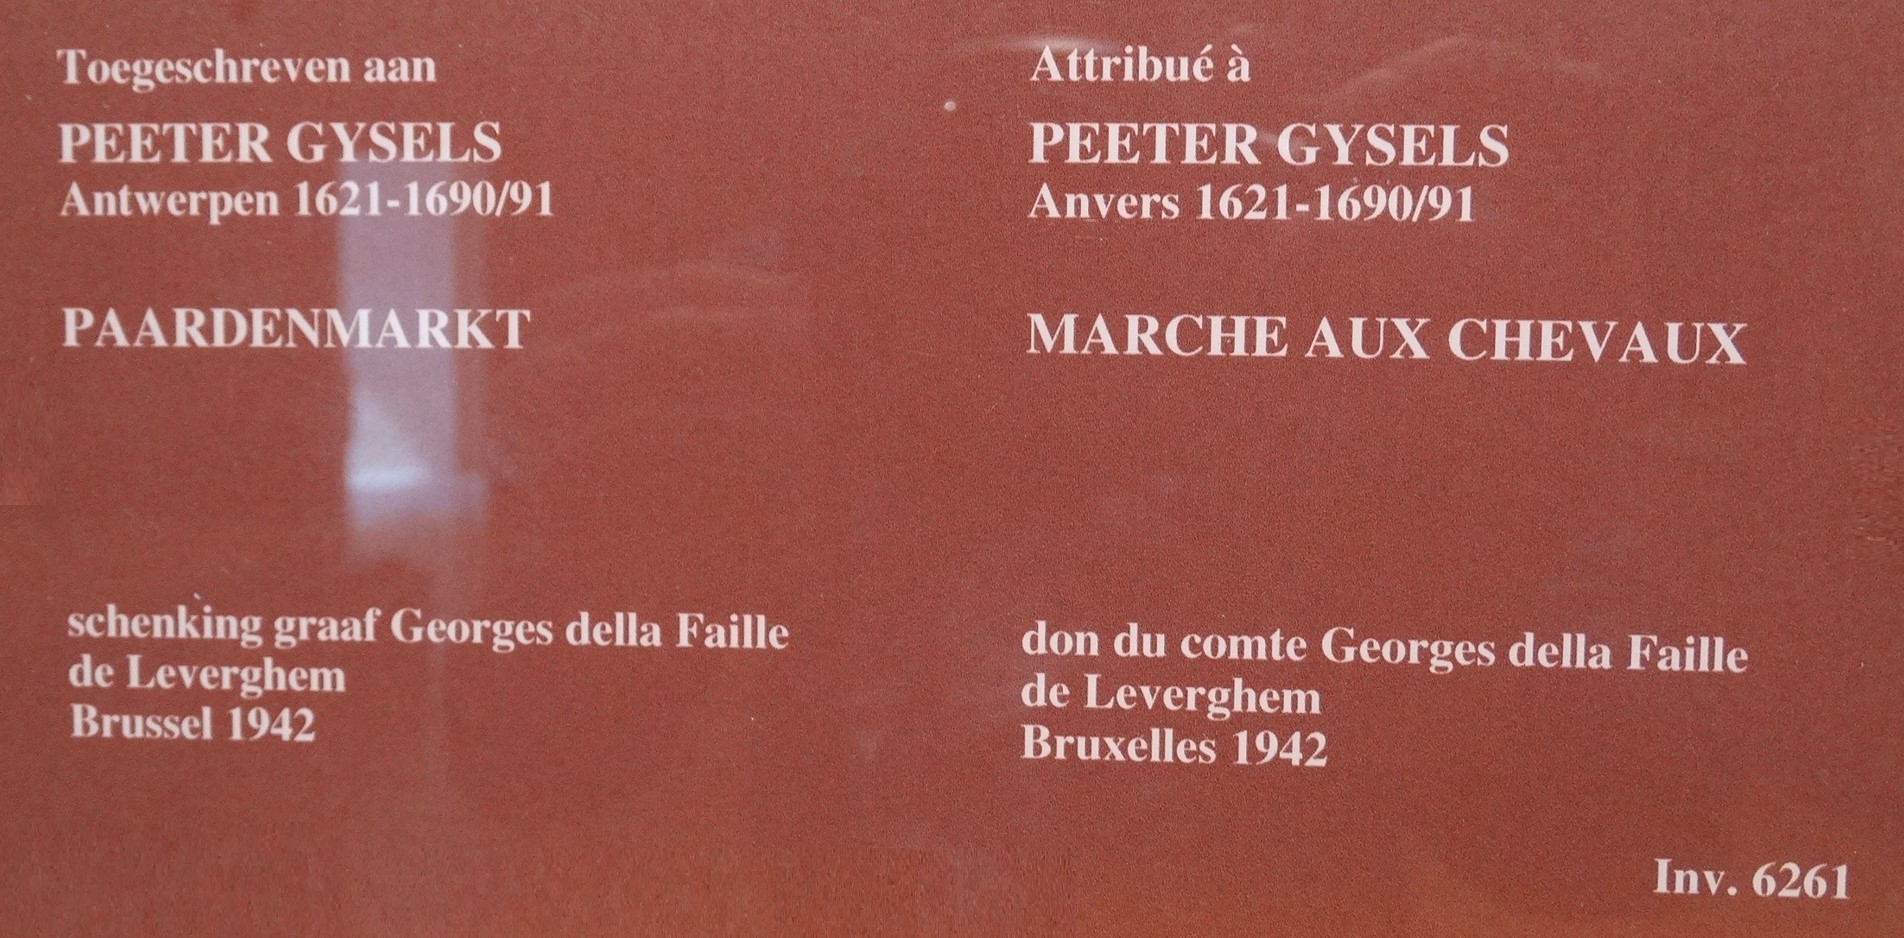 Toegeschreven aan
PEETER GYSELS
Antwerpen 1621-1690/91
PAARDENMARKT
schenking graaf Georges della Faille
de Leverghem
Brussel 1942
Attribué à
PEETER GYSELS
Anvers 1621-1690/91
MARCHE AUX CHEVAUX
don du comte Georges della Faille
de Leverghem
Bruxelles 1942
Inv. 6261